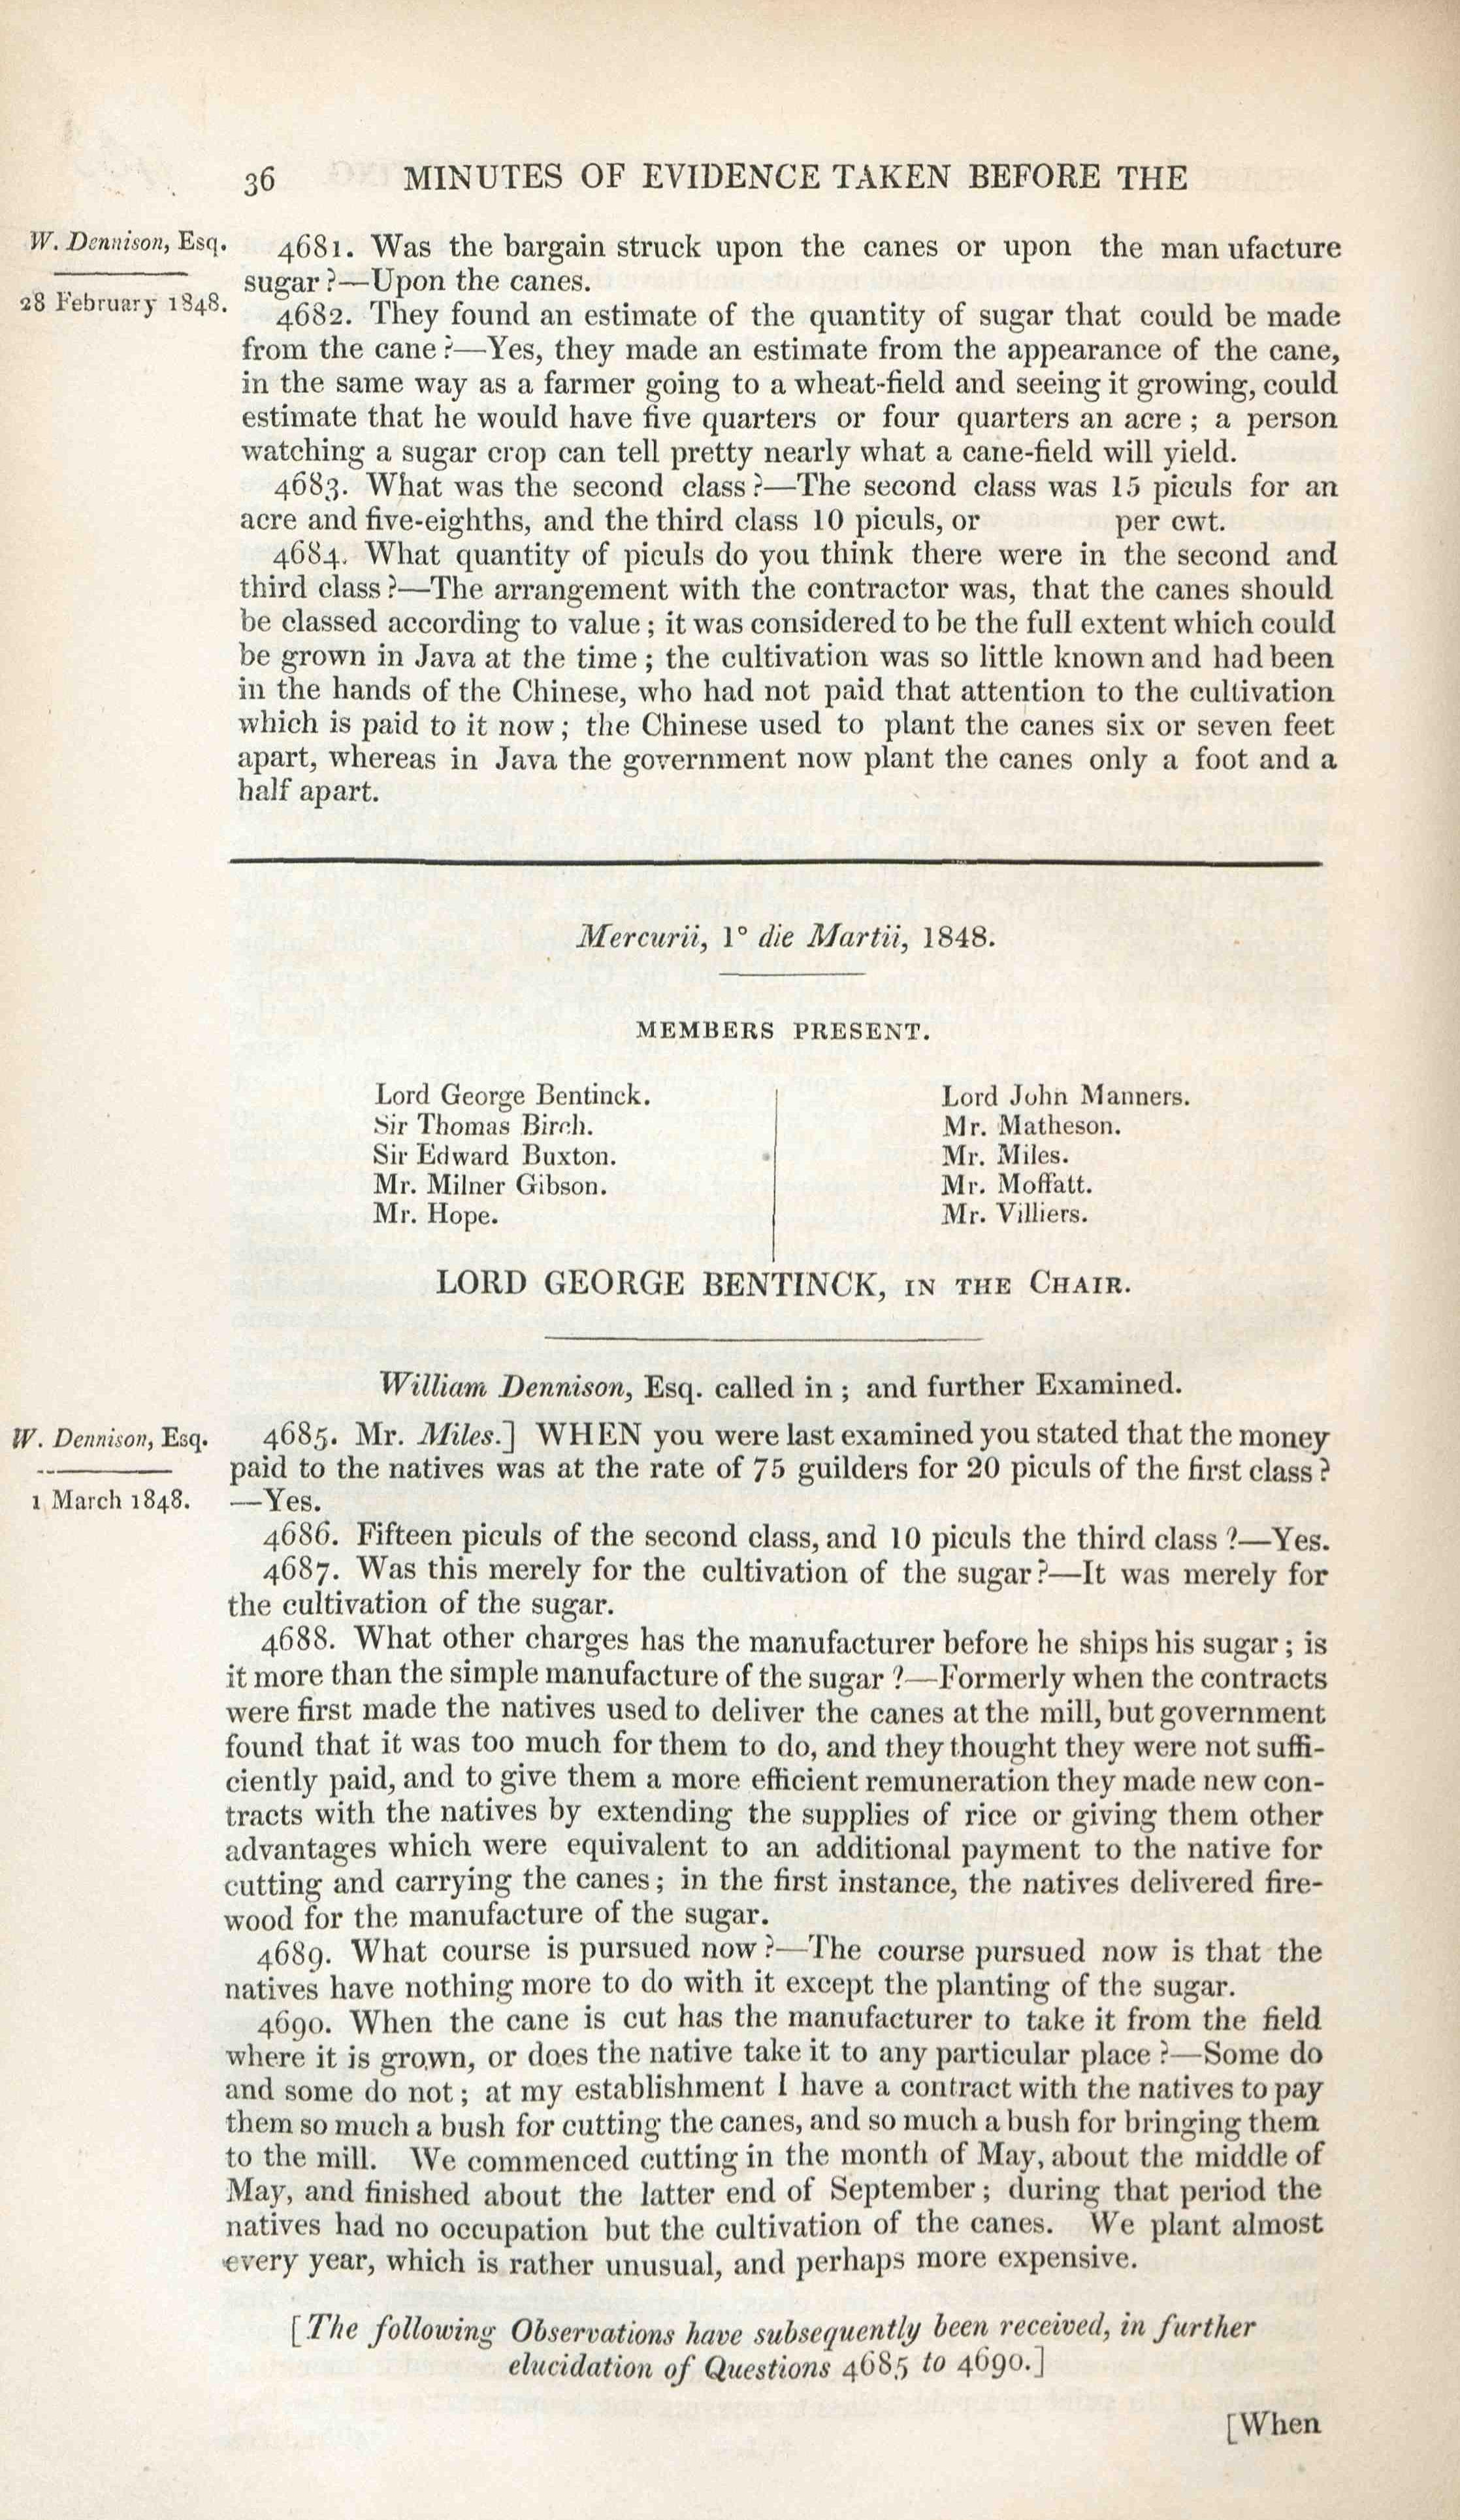 36 MINUTES OF EVIDENCE TAKEN BEFORE THE
W. Dennison, Esq.
28 February 1848.
4681. Was the bargain struck upon the canes or upon the man ufacture
sugar?—Upon the canes.
4682. They found an estimate of the quantity of sugar that could be made
from the cane?—Yes, they made an estimate from the appearance of the cane,
in the same way as a farmer going to a wheat-field and seeing it growing, could
estimate that he would have five quarters or four quarters an acre; a person
watching a sugar crop can tell pretty nearly what a cane-field will yield.
4683. What was the second class?—The second class was 15 piculs for an
acre and five-eighths, and the third class 10 piculs, or per cwt.
4684. What quantity of piculs do you think there were in the second and
third class?—The arrangement with the contractor was, that the canes should
be classed according to value; it was considered to be the full extent which could
be grown in Java at the time; the cultivation was so little known and had been
in the hands of the Chinese, who had not paid that attention to the cultivation
which is paid to it now; the Chinese used to plant the canes six or seven feet
apart, whereas in Java the government now plant the canes only a foot and a
half apart.
Mercurii, 1° die Martii, 1848.
MEMBERS PRESENT.
Lord George Bentinck.
Sir Thomas Birch.
Sir Edward Buxton.
Mr. Milner Gibson.
Mr. Hope.
Lord John Manners.
Mr. Matheson.
Mr. Miles.
Mr. Moffatt.
Mr. Villiers.
LORD GEORGE BENTINCK, IN THE CHAIR.
William Dennison, Esq. called in; and further Examined.
W. Dennison, Esq.
1 March 1848.
4685. Mr. Miles.] WHEN you were last examined you stated that the money
paid to the natives was at the rate of 75 guilders for 20 piculs of the first class?
—Yes.
4686. Fifteen piculs of the second class, and 10 piculs the third class?—Yes.
4687. Was this merely for the cultivation of the sugar?—It was merely for
the cultivation of the sugar.
4688. What other charges has the manufacturer before he ships his sugar; is
it more than the simple manufacture of the sugar?—Formerly when the contracts
were first made the natives used to deliver the canes at the mill, but government
found that it was too much for them to do, and they thought they were not suffi-
ciently paid, and to give them a more efficient remuneration they made new con-
tracts with the natives by extending the supplies of rice or giving them other
advantages which were equivalent to an additional payment to the native for
cutting and carrying the canes; in the first instance, the natives delivered fire-
wood for the manufacture of the sugar.
4689. What course is pursued now?—The course pursued now is that the
natives have nothing more to do with it except the planting of the sugar.
4690. When the cane is cut has the manufacturer to take it from the field
where it is grown, or does the native take it to any particular place?—Some do
and some do not; at my establishment I have a contract with the natives to pay
them so much a bush for cutting the canes, and so much a bush for bringing them
to the mill. We commenced cutting in the month of May, about the middle of
May, and finished about the latter end of September; during that period the
natives had no occupation but the cultivation of the canes. We plant almost
every year, which is rather unusual, and perhaps more expensive.
[The following Observations have subsequently been received, in further
elucidation of Questions 4685 to 4690.]
[When